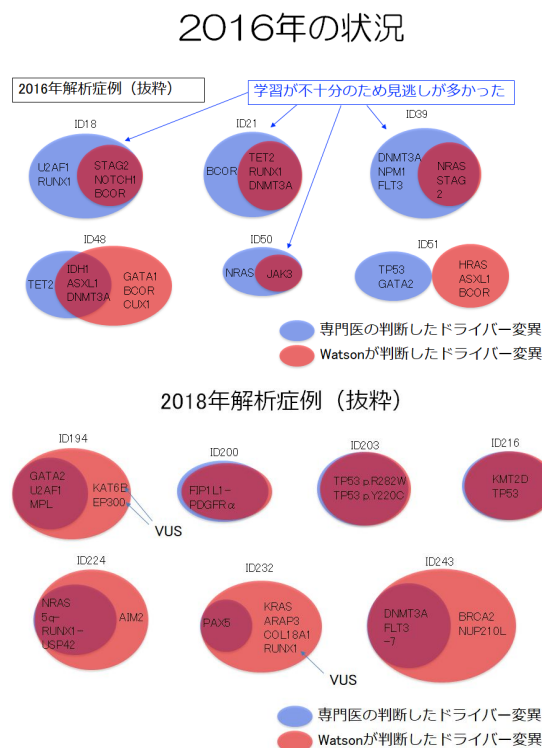 2016年の状況
2016年解析症例（抜粋）
学習が不十分のため見逃しが多かった
ID18
U2AF1
RUNX1
STAG2
NOTCH1
BCOR
ID21
BCOR
TET2
RUNX1
DNMT3A
ID39
DNMT3A
NPM1
FLT3
NRAS
STAG
2
ID48
TET2
IDH1
ASXL1
DNMT3A
GATA1
BCOR
CUX1
ID50
NRAS
JAK3
ID51
TP53
GATA2
HRAS
ASXL1
BCOR
専門医の判断したドライバー変異
Watsonが判断したドライバー変異
2018年解析症例（抜粋）
ID194
GATA2
U2AF1
MPL
KAT6B
EP300
VUS
ID200
FIP1L1-
PDGFRα
ID203
TP53 p.R282W
TP53 p.Y220C
ID216
KMT2D
TP53
ID224
NRAS
5q-
RUNX1-
USP42
AIM2
ID232
PAX5
KRAS
ARAP3
COL18A1
RUNX1
VUS
ID243
DNMT3A
FLT3
-7
BRCA2
NUP210L
専門医の判断したドライバー変異
Watsonが判断したドライバー変異